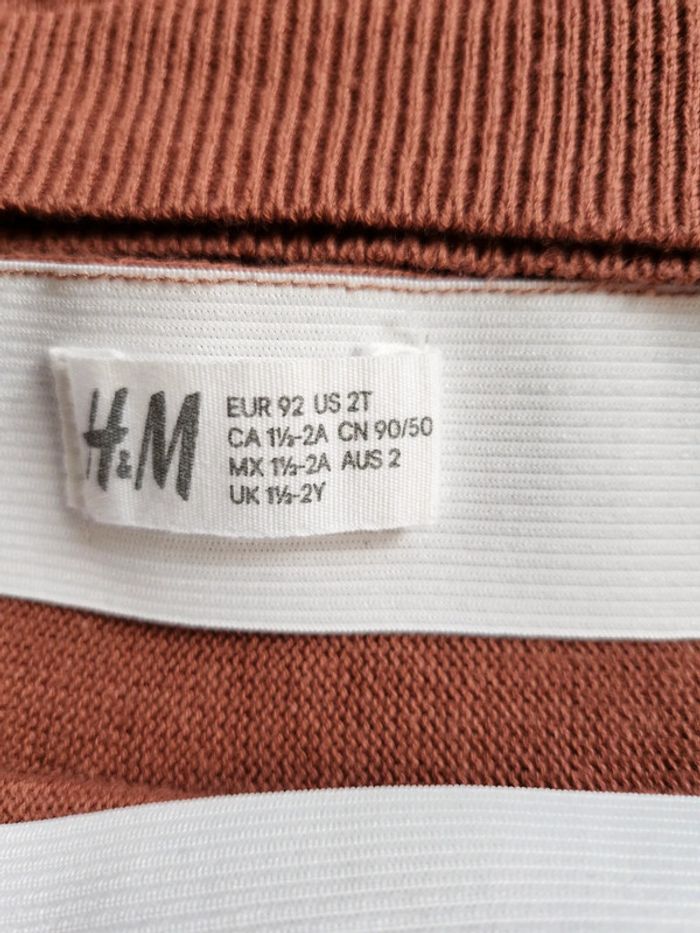 H&M
EUR 92 US 2T
CA 1½-2A CN 90/50
MX 1½-2A AUS 2
UK 1½-2Y